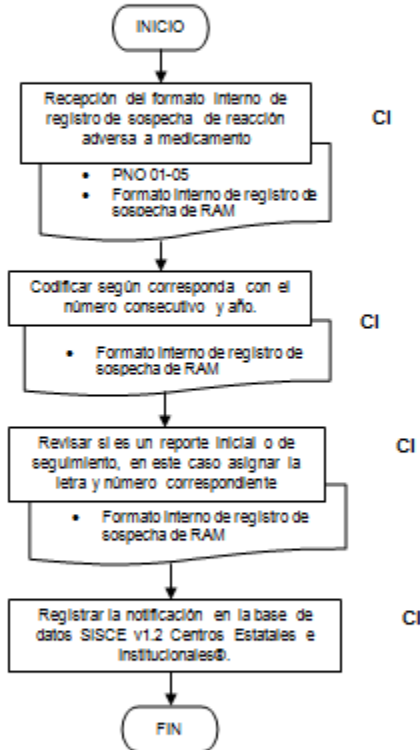 INICIO
Recepción del formato interno de
registro de sospecha de reacción
adversa a medicamento
CI
• PNO 01-05
• Formato interno de registro de
sospecha de RAM
Codificar según corresponda con el
número consecutivo y año.
CI
• Formato interno de registro de
sospecha de RAM
Revisar si es un reporte inicial o de
seguimiento, en este caso asignar la
letra y número correspondiente
CI
• Formato interno de registro de
sospecha de RAM
Registrar la notificación en la base de
datos SISCE v1.2 Centros Estatales e
Institucionales®.
CI
FIN